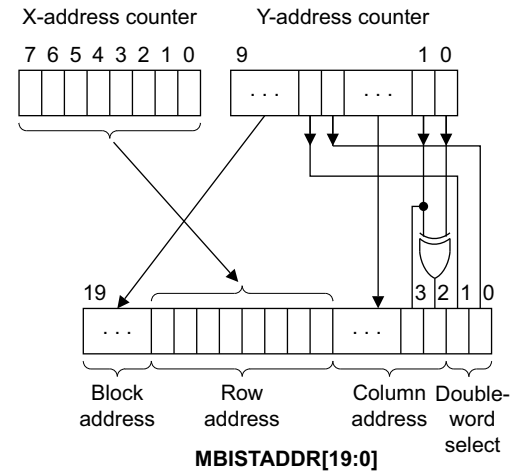 X-address counter Y-address counter
7 6 5 4 3 2 1 0 9 1 0
. . . . . .
19 3 2 1 0
. . . . . .
Block address
Row address
Column address
Double-word select
MBISTADDR[19:0]